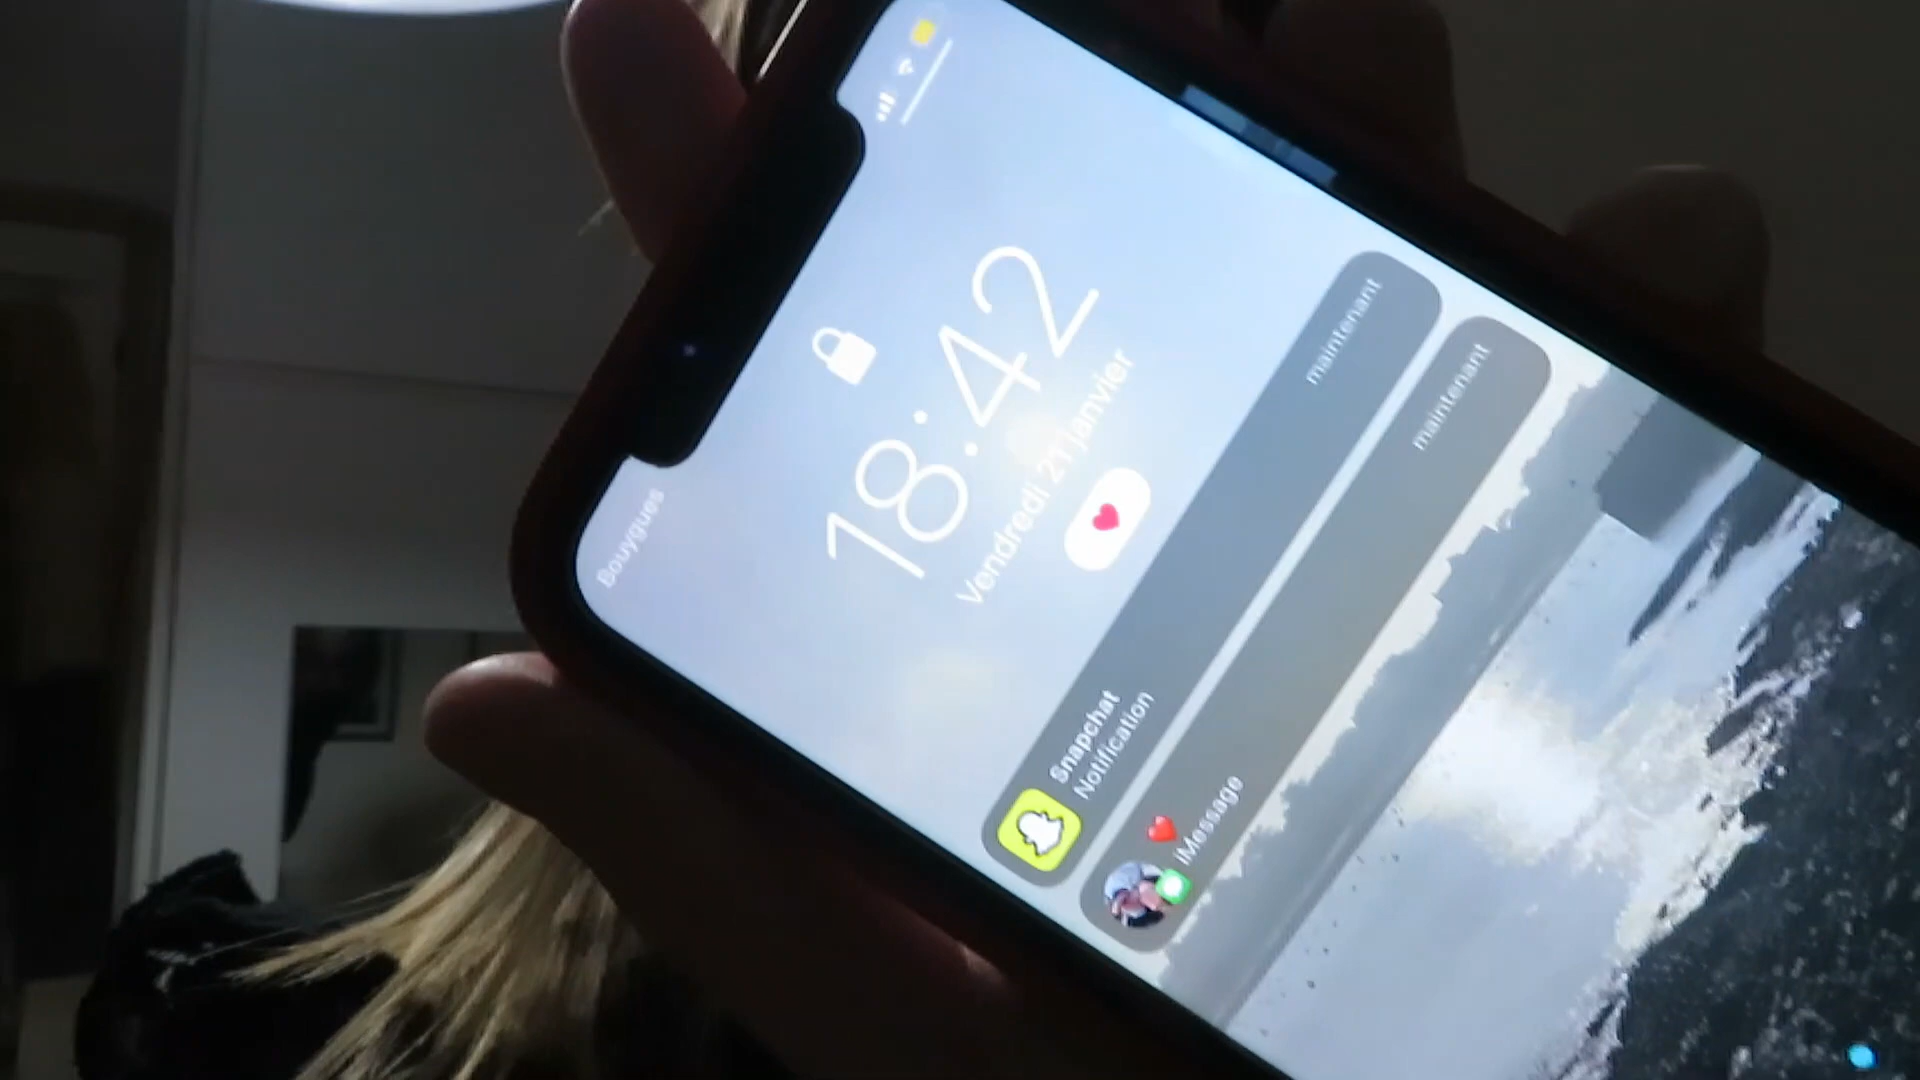 Bouygues
18:42
Vendredi 21 janvier
Snapchat
maintenant
Notification
maintenant
iMessage